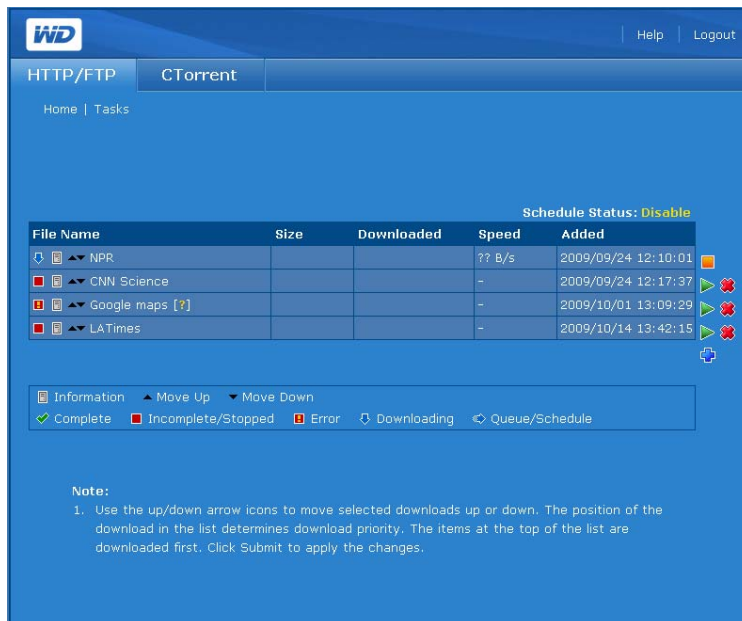 WD
Help | Logout
HTTP/FTP CTorrent
Home | Tasks
Schedule Status: Disable
File Name Size Downloaded Speed Added
NPR ?? B/s 2009/09/24 12:10:01
CNN Science - 2009/09/24 12:17:37
Google maps [?] - 2009/10/01 13:09:29
LATimes - 2009/10/14 13:42:15
Information Move Up Move Down
Complete Incomplete/Stopped Error Downloading Queue/Schedule
Note:
1. Use the up/down arrow icons to move selected downloads up or down. The position of the
download in the list determines download priority. The items at the top of the list are
downloaded first. Click Submit to apply the changes.